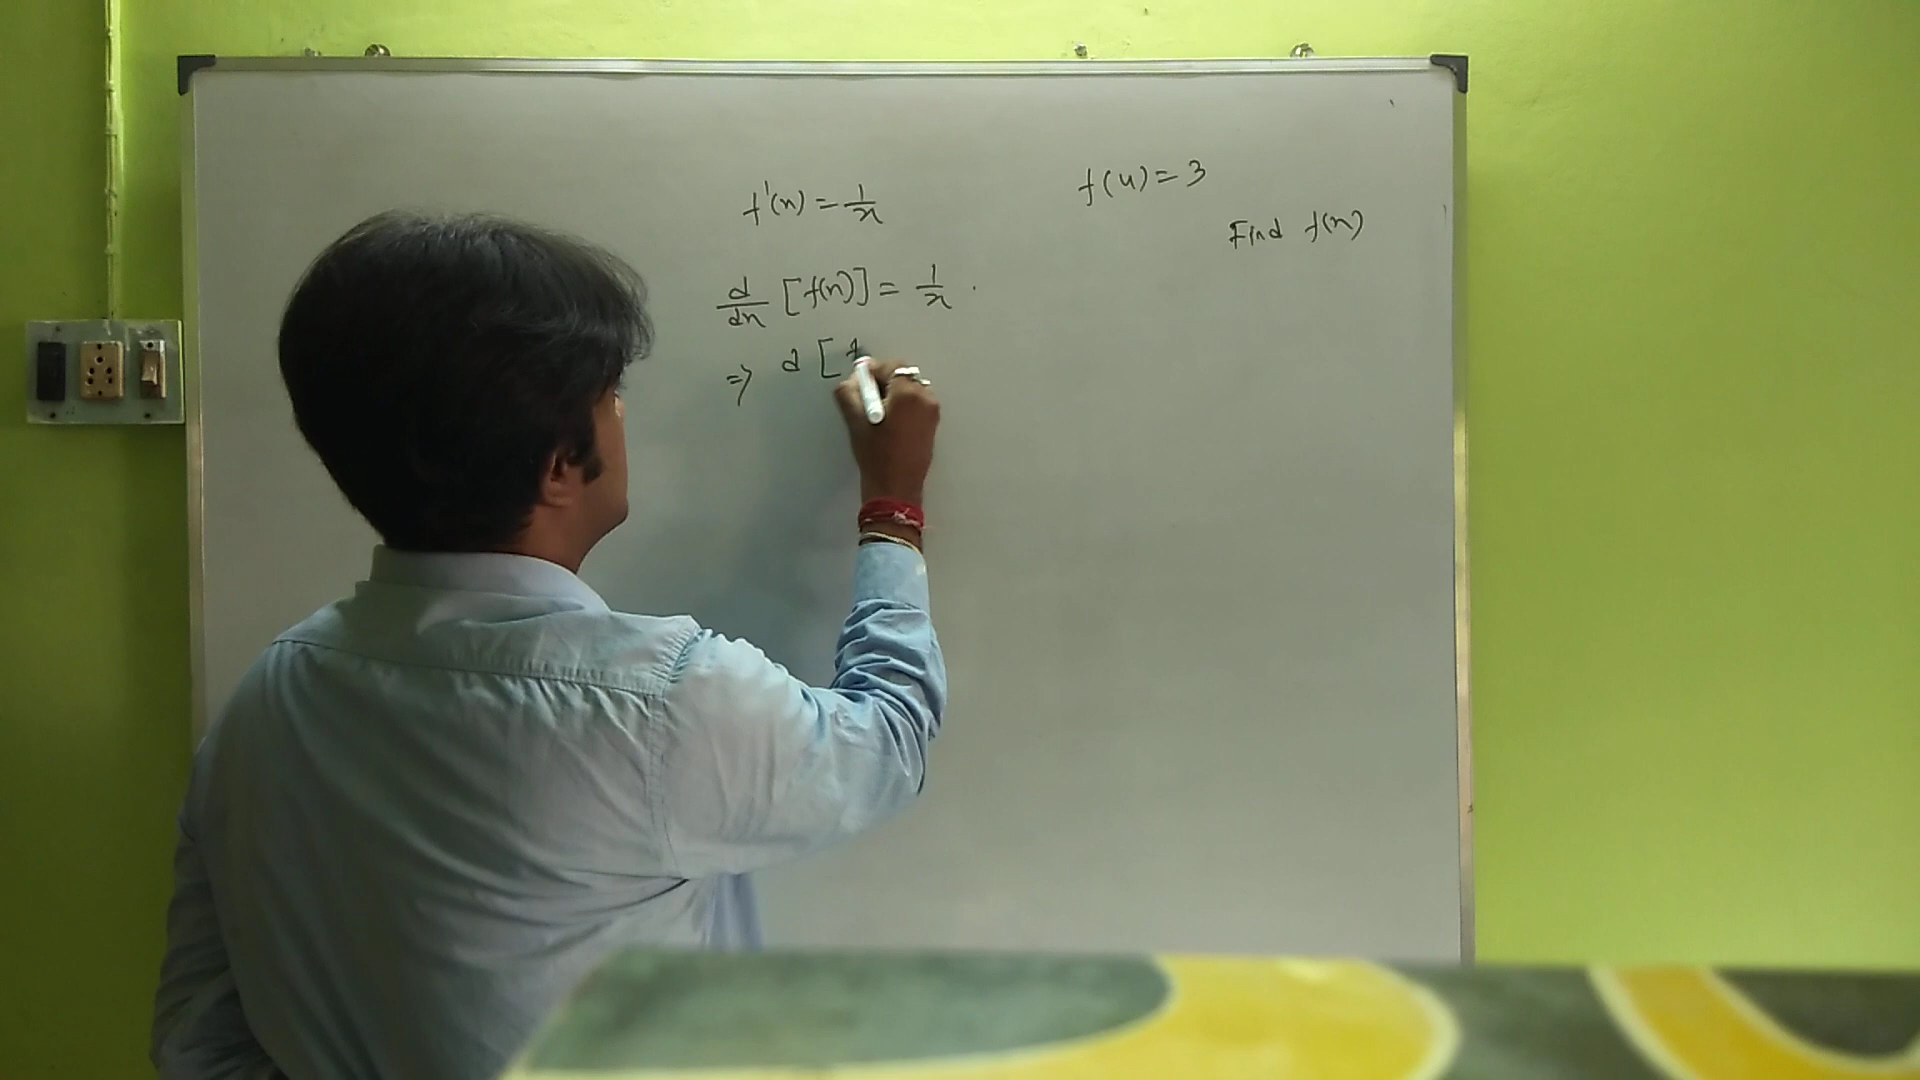 f'(x) = 1/x
f(4) = 3
Find f(x)
d/dx [f(x)] = 1/x .
⇒ d [f